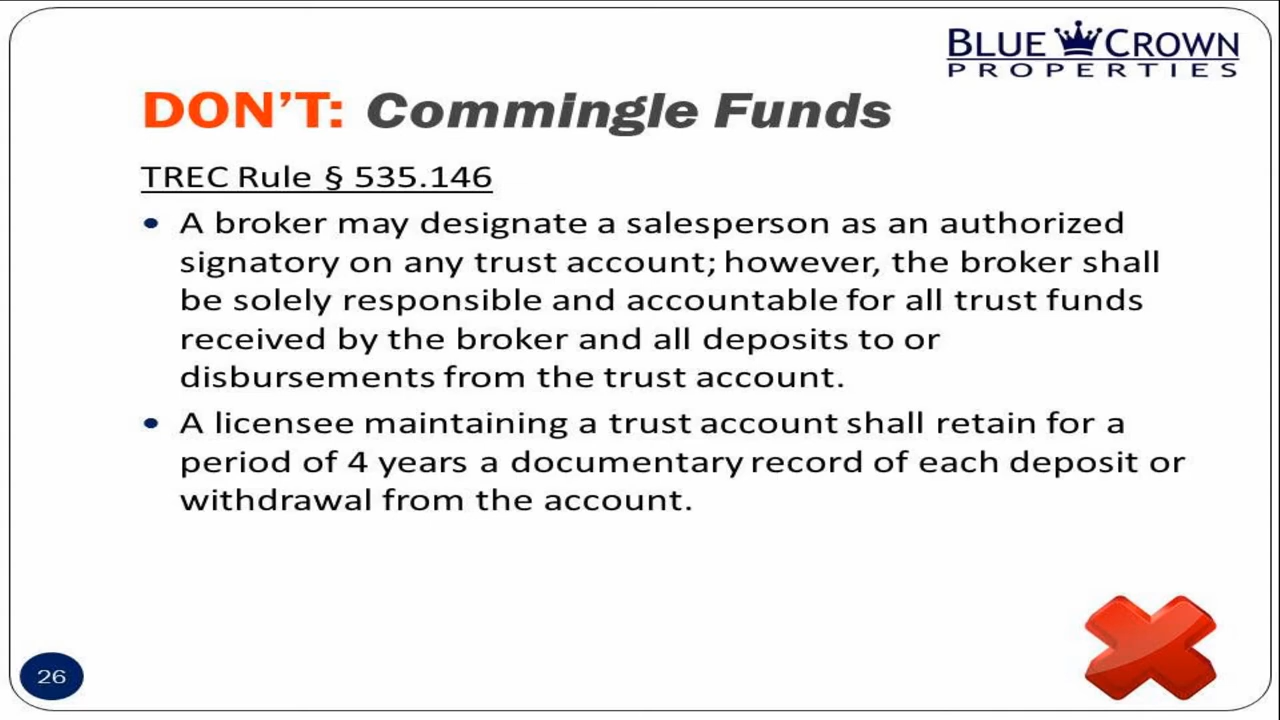 BLUE CROWN
PROPERTIES
DON'T: Commingle Funds
TREC Rule § 535.146
• A broker may designate a salesperson as an authorized
signatory on any trust account; however, the broker shall
be solely responsible and accountable for all trust funds
received by the broker and all deposits to or
disbursements from the trust account.
• A licensee maintaining a trust account shall retain for a
period of 4 years a documentary record of each deposit or
withdrawal from the account.
26